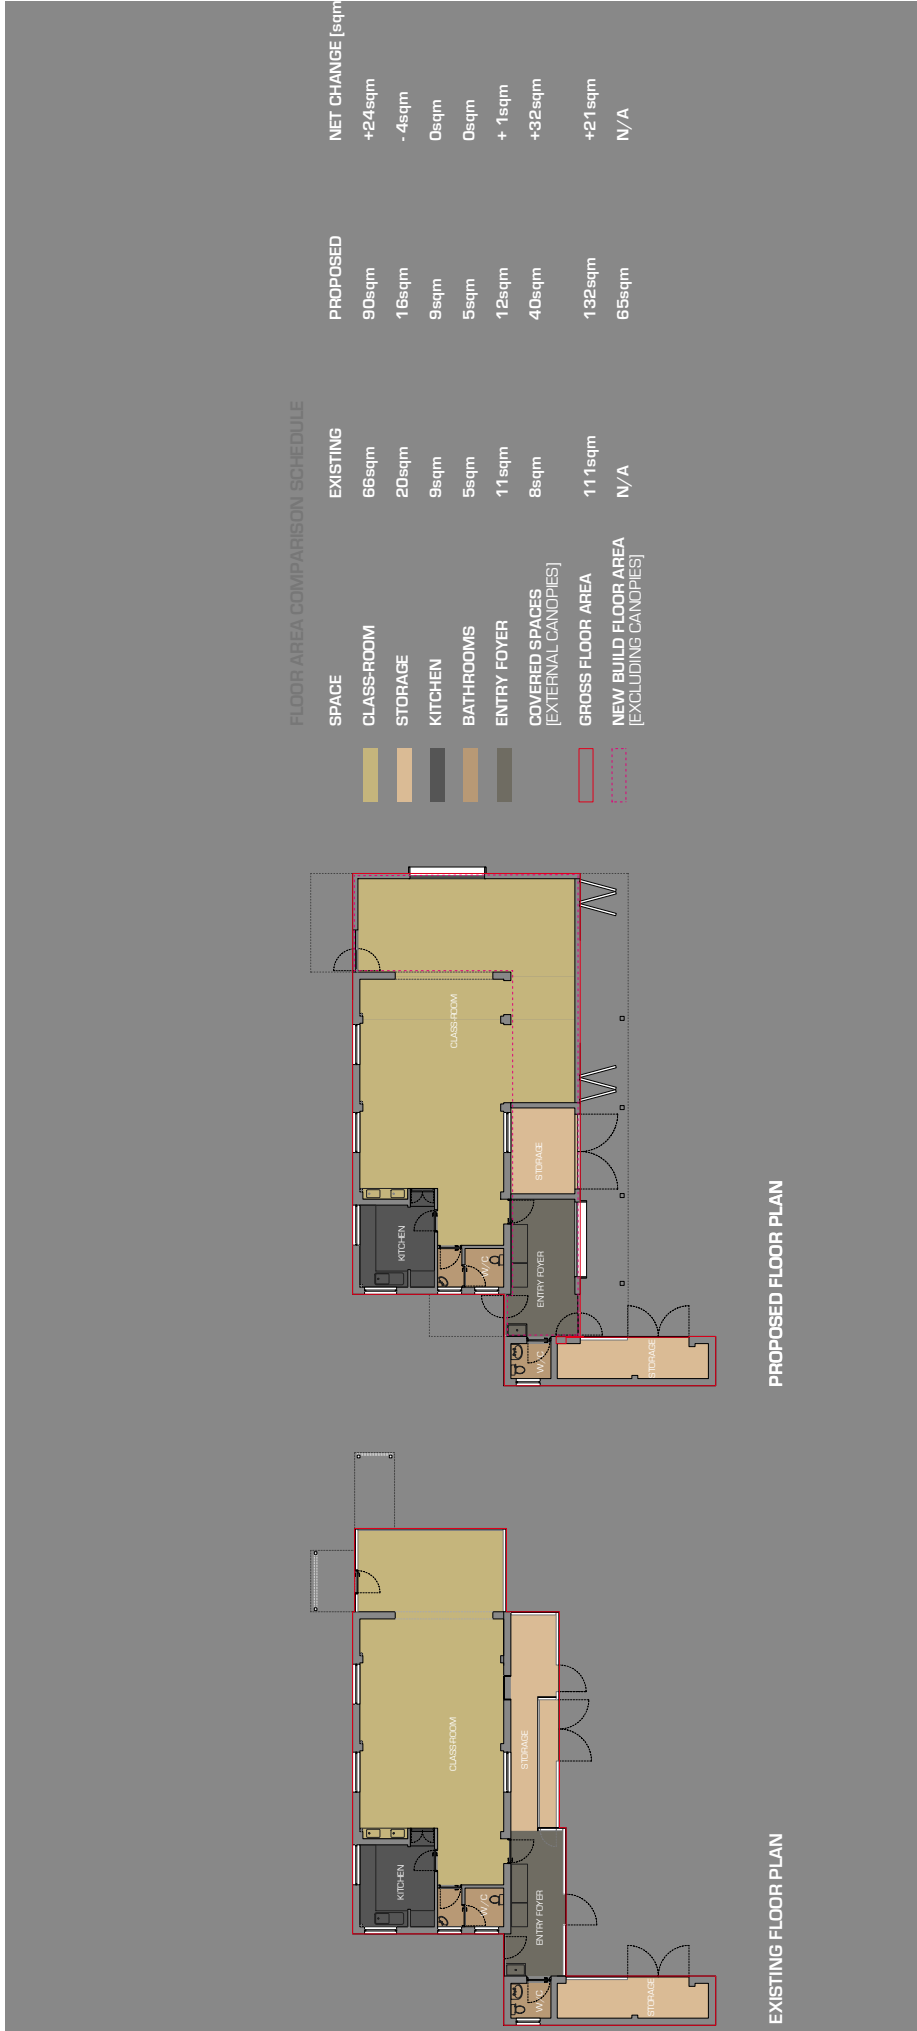 FLOOR AREA COMPARISON SCHEDULE
SPACE EXISTING PROPOSED NET CHANGE [sqm
CLASS-ROOM 66sqm 90sqm +24sqm
STORAGE 20sqm 16sqm - 4sqm
KITCHEN 9sqm 9sqm 0sqm
BATHROOMS 5sqm 5sqm 0sqm
ENTRY FOYER 11sqm 12sqm + 1sqm
COVERED SPACES 8sqm 40sqm +32sqm
[EXTERNAL CANOPIES]
GROSS FLOOR AREA 111sqm 132sqm +21sqm
NEW BUILD FLOOR AREA N/A 65sqm N/A
[EXCLUDING CANOPIES]
KITCHEN
CLASS-ROOM
W/C
STORAGE
ENTRY FOYER
W/C
STORAGE
EXISTING FLOOR PLAN
KITCHEN
CLASS-ROOM
W/C
STORAGE
ENTRY FOYER
W/C
STORAGE
PROPOSED FLOOR PLAN